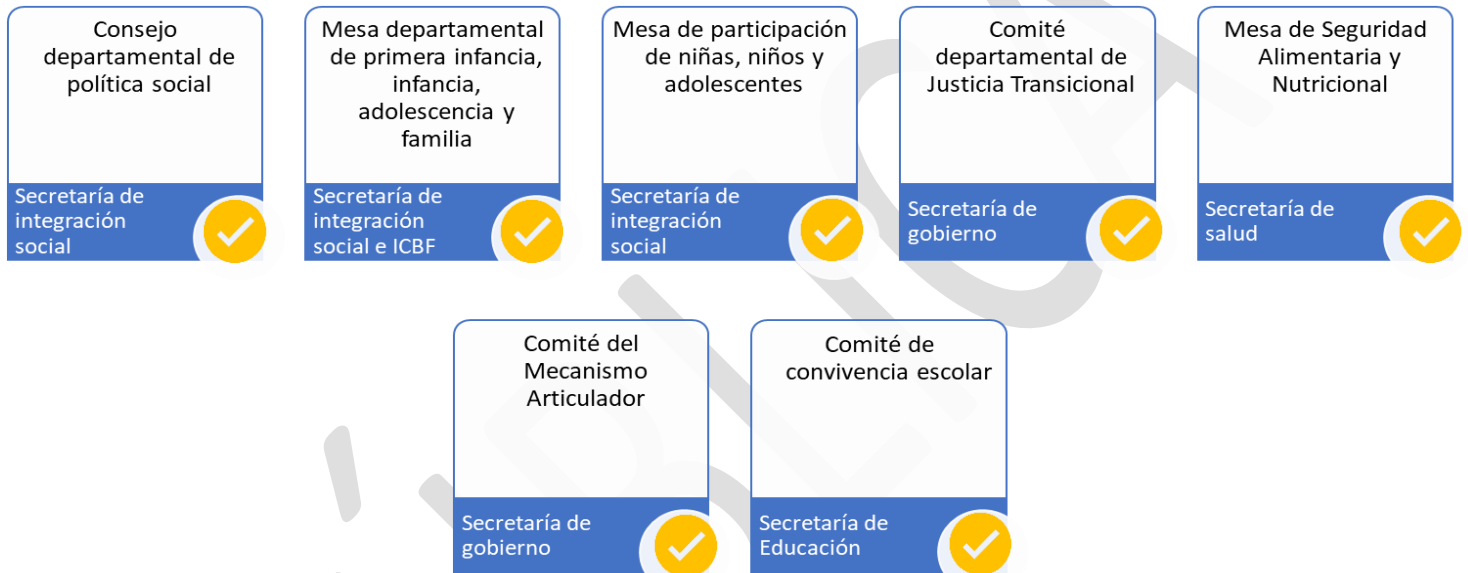 Consejo
departamental de
política social
Secretaría de
integración
social
Mesa departamental
de primera infancia,
infancia,
adolescencia y
familia
Secretaría de
integración
social e ICBF
Mesa de participación
de niñas, niños y
adolescentes
Secretaría de
integración
social
Comité
departamental de
Justicia Transicional
Secretaría de
gobierno
Mesa de Seguridad
Alimentaria y
Nutricional
Secretaría de
salud
Comité del
Mecanismo
Articulador
Secretaría de
gobierno
Comité de
convivencia escolar
Secretaría de
Educación